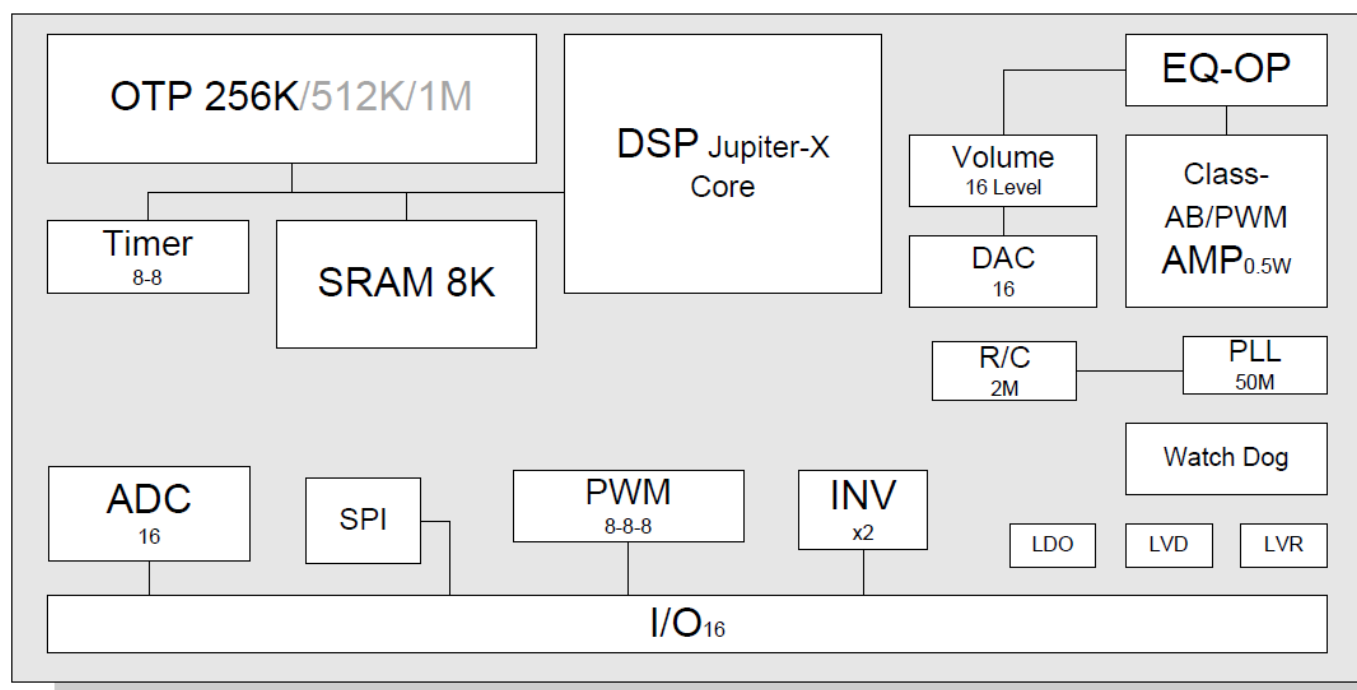 OTP 256K/512K/1M
DSP Jupiter-X
Core
EQ-OP
Volume
16 Level
Class-
AB/PWM
AMP0.5W
Timer
8-8
SRAM 8K
DAC
16
R/C
2M
PLL
50M
Watch Dog
ADC
16
SPI
PWM
8-8-8
INV
x2
LDO
LVD
LVR
I/O16